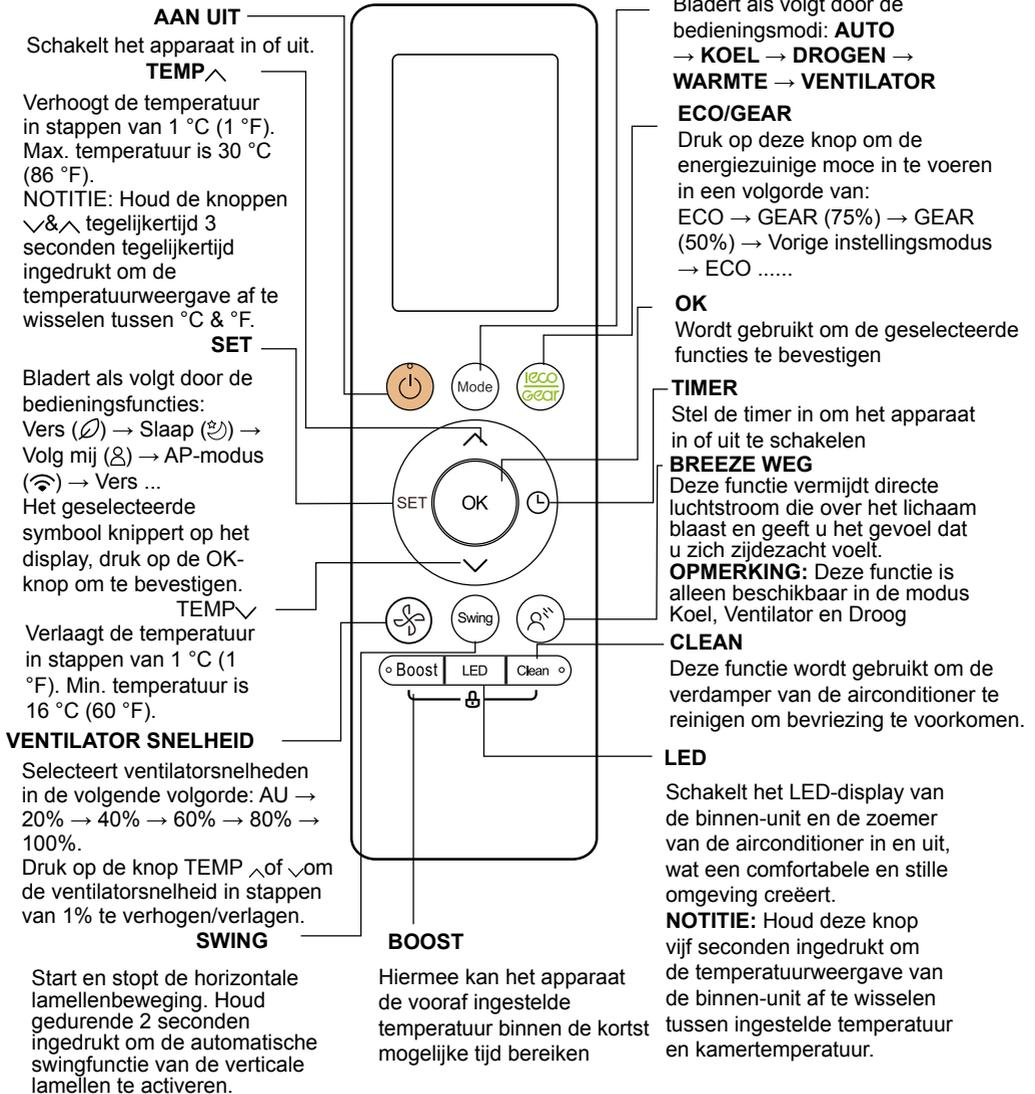 AAN UIT
Schakelt het apparaat in of uit.
TEMP
Verhoogt de temperatuur
in stappen van 1 °C (1 °F).
Max. temperatuur is 30 °C
(86 °F).
NOTITIE: Houd de knoppen
& tegelijkertijd 3
seconden tegelijkertijd
ingedrukt om de
temperatuurweergave af te
wisselen tussen °C & °F.
SET
Bladert als volgt door de
bedieningsfuncties:
Vers () → Slaap () →
Volg mij () → AP-modus
() → Vers ...
Het geselecteerde
symbool knippert op het
display, druk op de OK-
knop om te bevestigen.
TEMP
Verlaagt de temperatuur
in stappen van 1 °C (1
°F). Min. temperatuur is
16 °C (60 °F).
VENTILATOR SNELHEID
Selecteert ventilatorsnelheden
in de volgende volgorde: AU →
20% → 40% → 60% → 80% →
100%.
Druk op de knop TEMP of om
de ventilatorsnelheid in stappen
van 1% te verhogen/verlagen.
SWING
Start en stopt de horizontale
lamellenbeweging. Houd
gedurende 2 seconden
ingedrukt om de automatische
swingfunctie van de verticale
lamellen te activeren.
Mode
ieco
Gear
SET
OK
Swing
Boost
LED
Clean
BOOST
Hiermee kan het apparaat
de vooraf ingestelde
temperatuur binnen de kortst
mogelijke tijd bereiken
Bladert als volgt door de
bedieningsmodi: AUTO
→ KOEL → DROGEN →
WARMTE → VENTILATOR
ECO/GEAR
Druk op deze knop om de
energiezuinige moce in te voeren
in een volgorde van:
ECO → GEAR (75%) → GEAR
(50%) → Vorige instellingsmodus
→ ECO ......
OK
Wordt gebruikt om de geselecteerde
functies te bevestigen
TIMER
Stel de timer in om het apparaat
in of uit te schakelen
BREEZE WEG
Deze functie vermijdt directe
luchtstroom die over het lichaam
blaast en geeft u het gevoel dat
u zich zijdezacht voelt.
OPMERKING: Deze functie is
alleen beschikbaar in de modus
Koel, Ventilator en Droog
CLEAN
Deze functie wordt gebruikt om de
verdamper van de airconditioner te
reinigen om bevriezing te voorkomen.
LED
Schakelt het LED-display van
de binnen-unit en de zoemer
van de airconditioner in en uit,
wat een comfortabele en stille
omgeving creëert.
NOTITIE: Houd deze knop
vijf seconden ingedrukt om
de temperatuurweergave van
de binnen-unit af te wisselen
tussen ingestelde temperatuur
en kamertemperatuur.